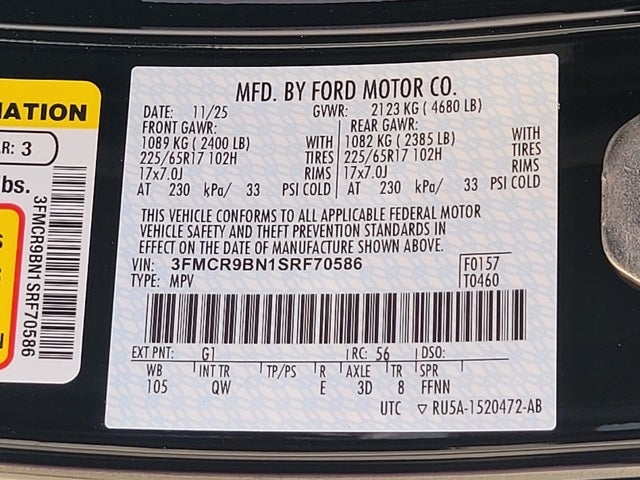 MFD. BY FORD MOTOR CO.
DATE: 11/25 GVWR: 2123 KG ( 4680 LB)
FRONT GAWR: REAR GAWR:
1089 KG ( 2400 LB) WITH 1082 KG ( 2385 LB) WITH
225/65R17 102H TIRES 225/65R17 102H TIRES
17x7.0J RIMS 17x7.0J RIMS
AT 230 kPa/ 33 PSI COLD AT 230 kPa/ 33 PSI COLD
THIS VEHICLE CONFORMS TO ALL APPLICABLE FEDERAL MOTOR
VEHICLE SAFETY AND THEFT PREVENTION STANDARDS IN
EFFECT ON THE DATE OF MANUFACTURE SHOWN ABOVE.
VIN: 3FMCR9BN1SRF70586 F0157
TYPE: MPV T0460
EXT PNT: G1 RC: 56 DSO:
WB INT TR TP/PS R AXLE TR SPR
105 QW E 3D 8 FFNN
UTC ▽ RU5A-1520472-AB
MATION
R: 3
lbs.
3FMCR9BN1SRF70586